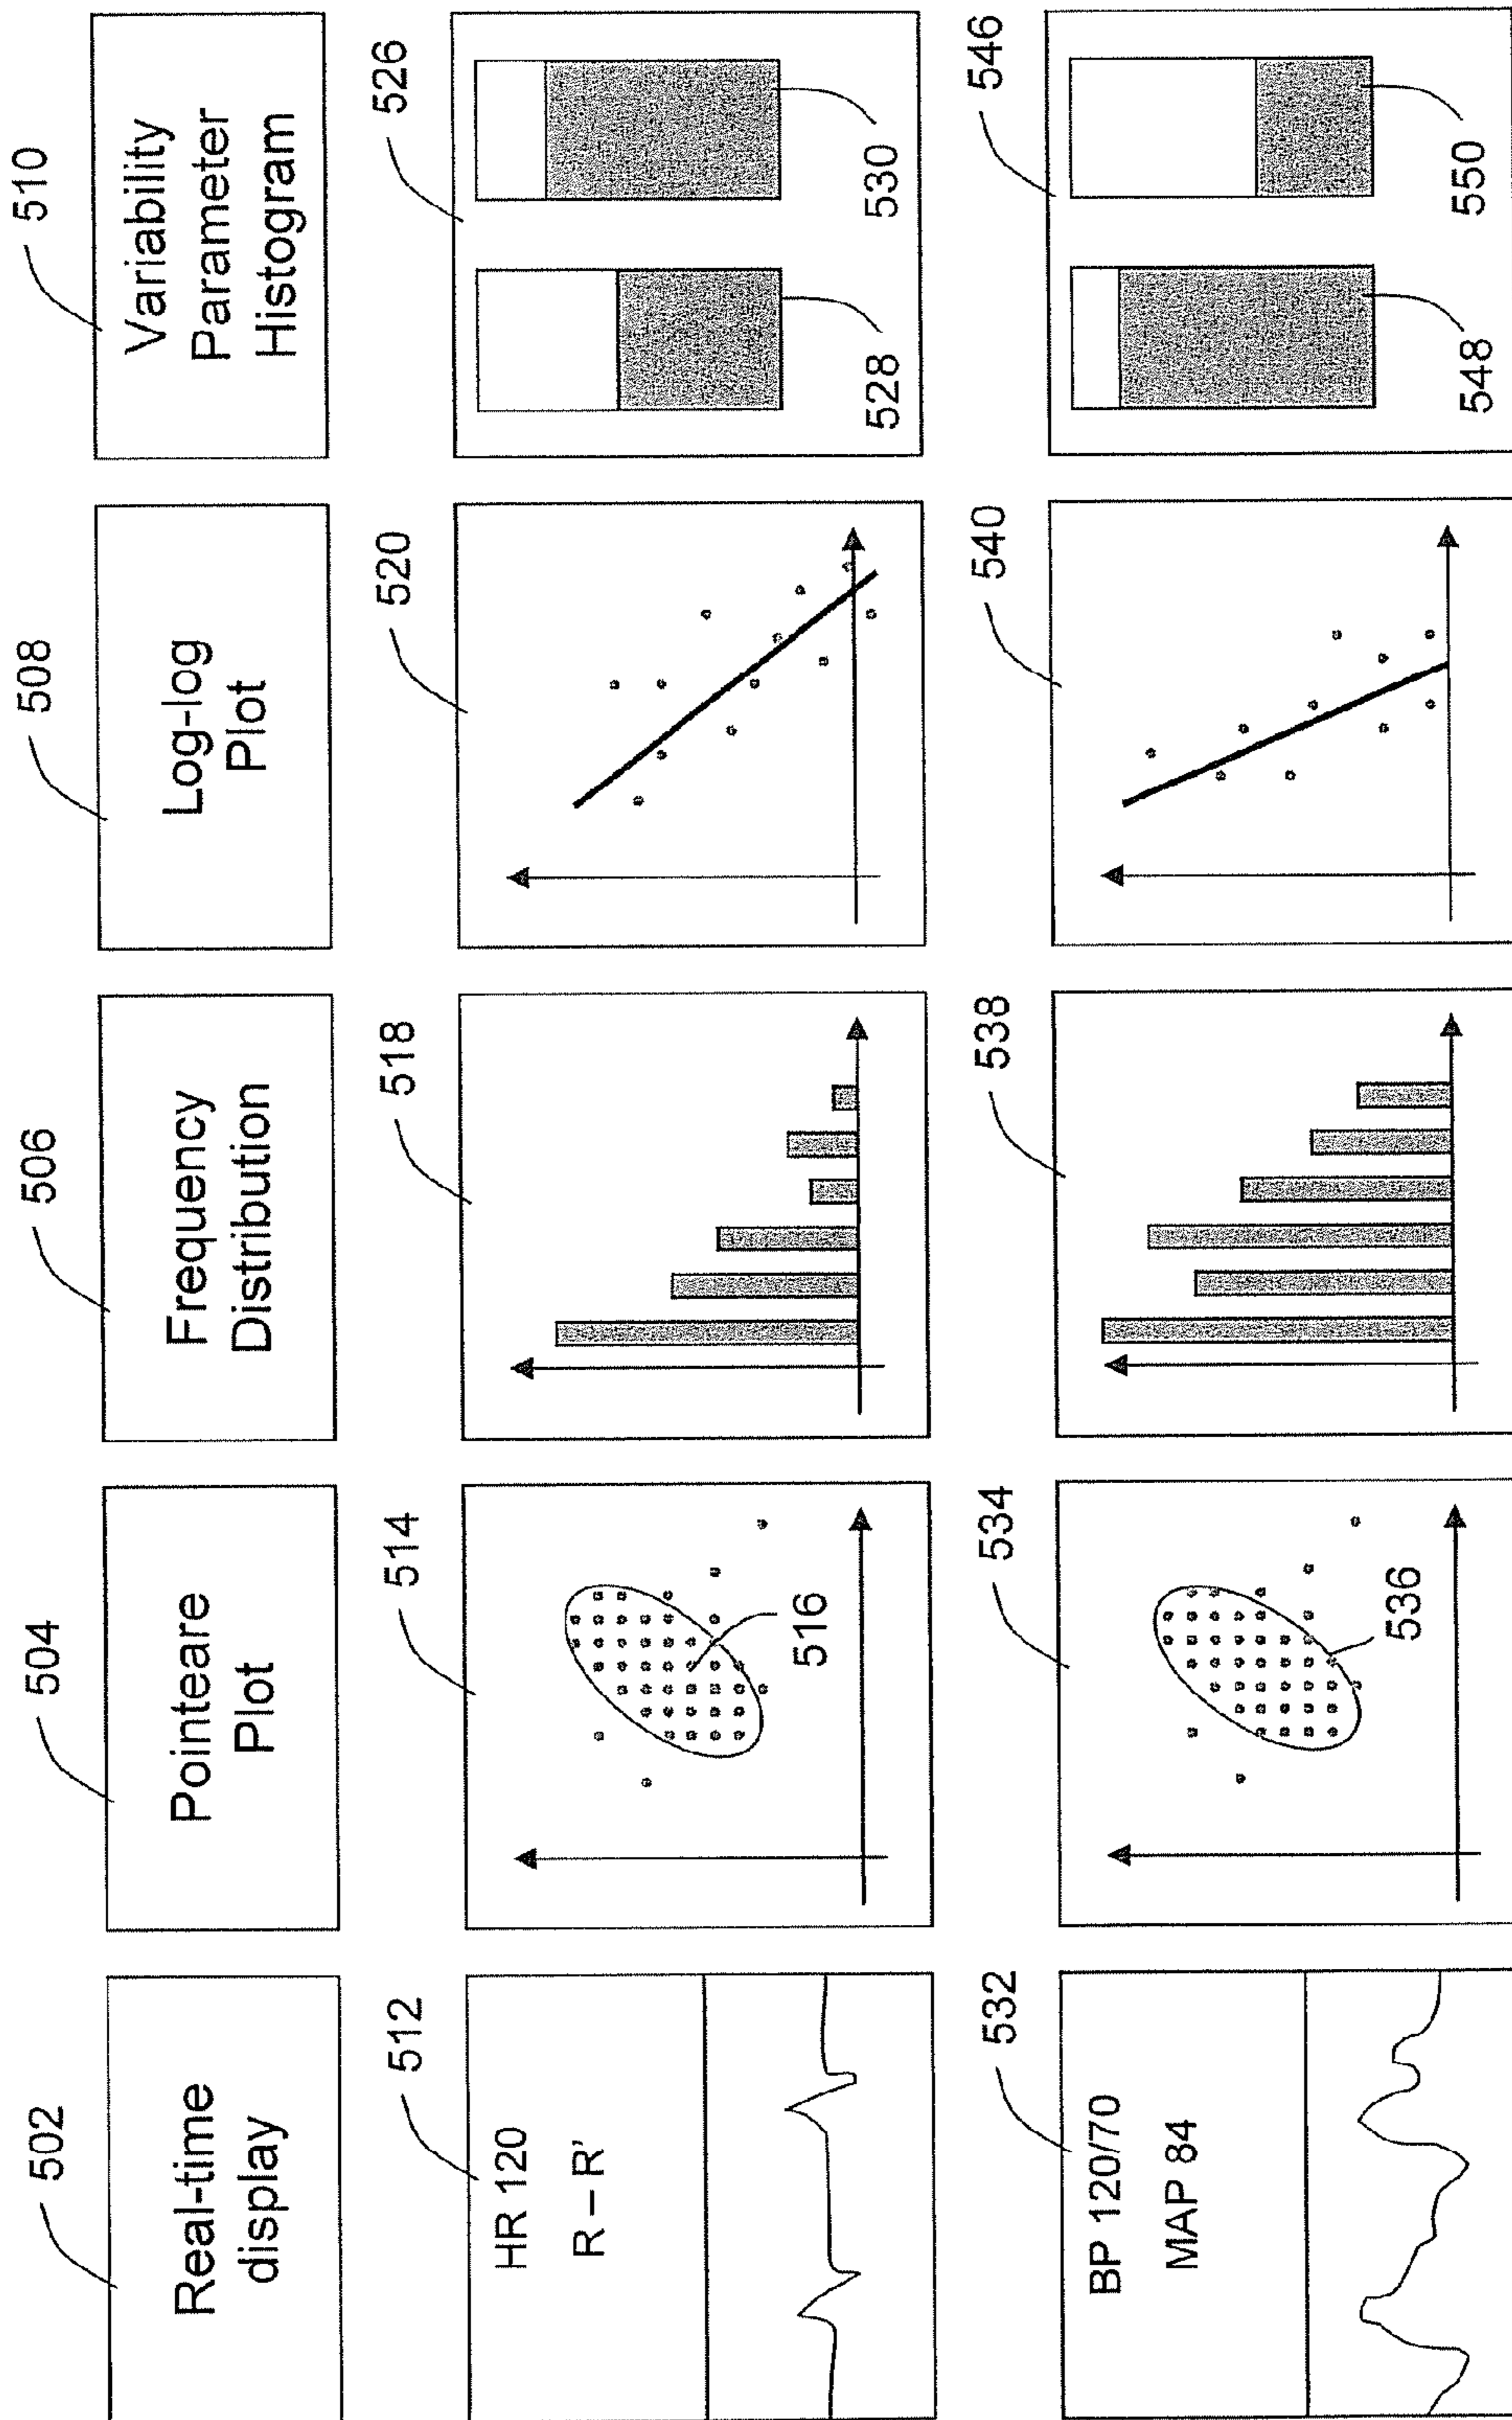 502
504
506
508
510
Real-time
display
Pointeare
Plot
Frequency
Distribution
Log-log
Plot
Variability
Parameter
Histogram
512
514
518
520
526
HR 120
R – R'
516
528
530
532
534
538
540
546
BP 120/70
MAP 84
536
548
550